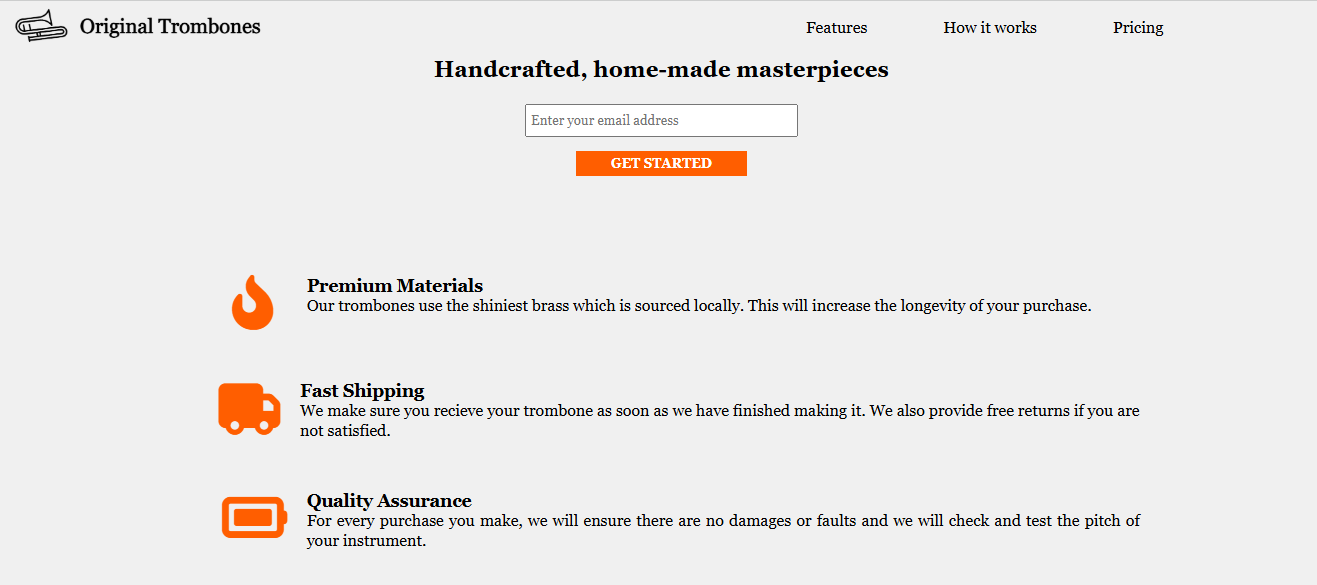 Original Trombones
Features
How it works
Pricing
Handcrafted, home-made masterpieces
Enter your email address
GET STARTED
Premium Materials
Our trombones use the shiniest brass which is sourced locally. This will increase the longevity of your purchase.
Fast Shipping
We make sure you recieve your trombone as soon as we have finished making it. We also provide free returns if you are
not satisfied.
Quality Assurance
For every purchase you make, we will ensure there are no damages or faults and we will check and test the pitch of
your instrument.